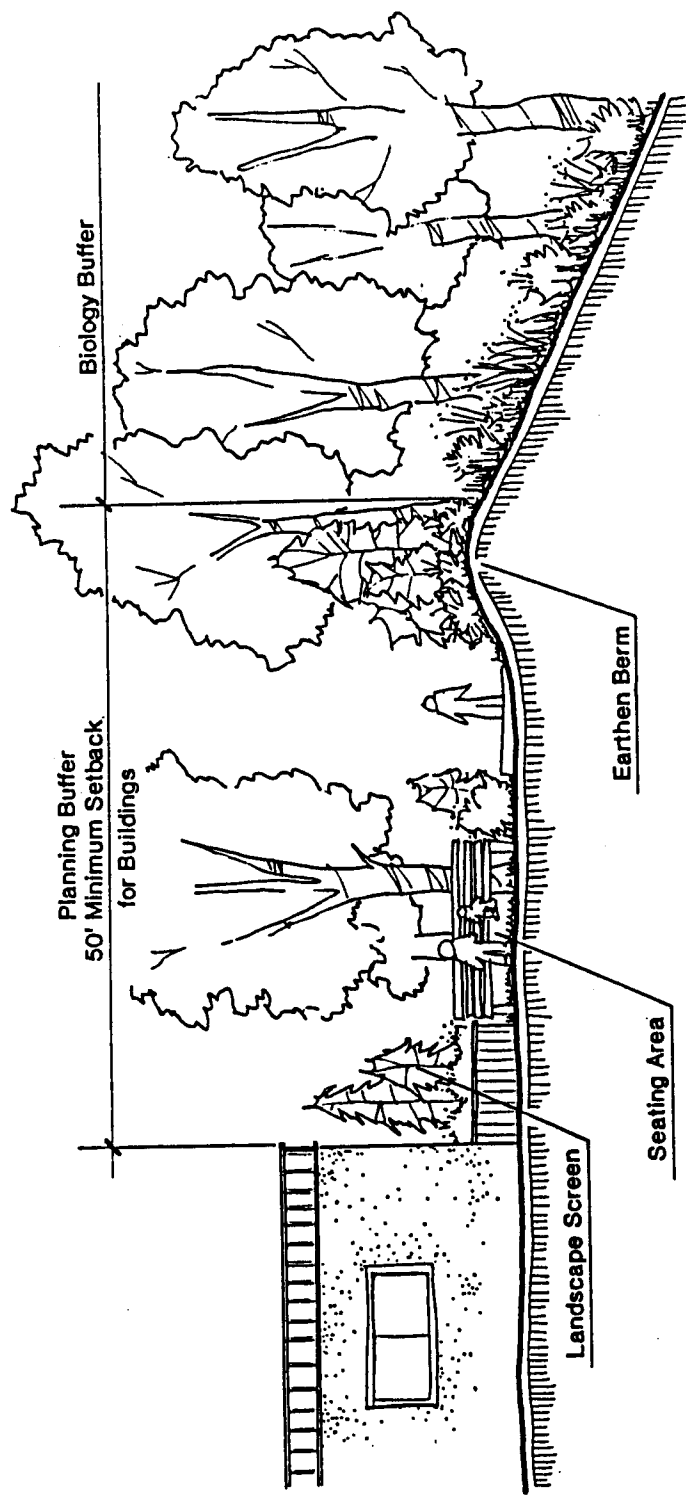 Planning Buffer
50' Minimum Setback
for Buildings
Biology Buffer
Landscape Screen
Seating Area
Earthen Berm